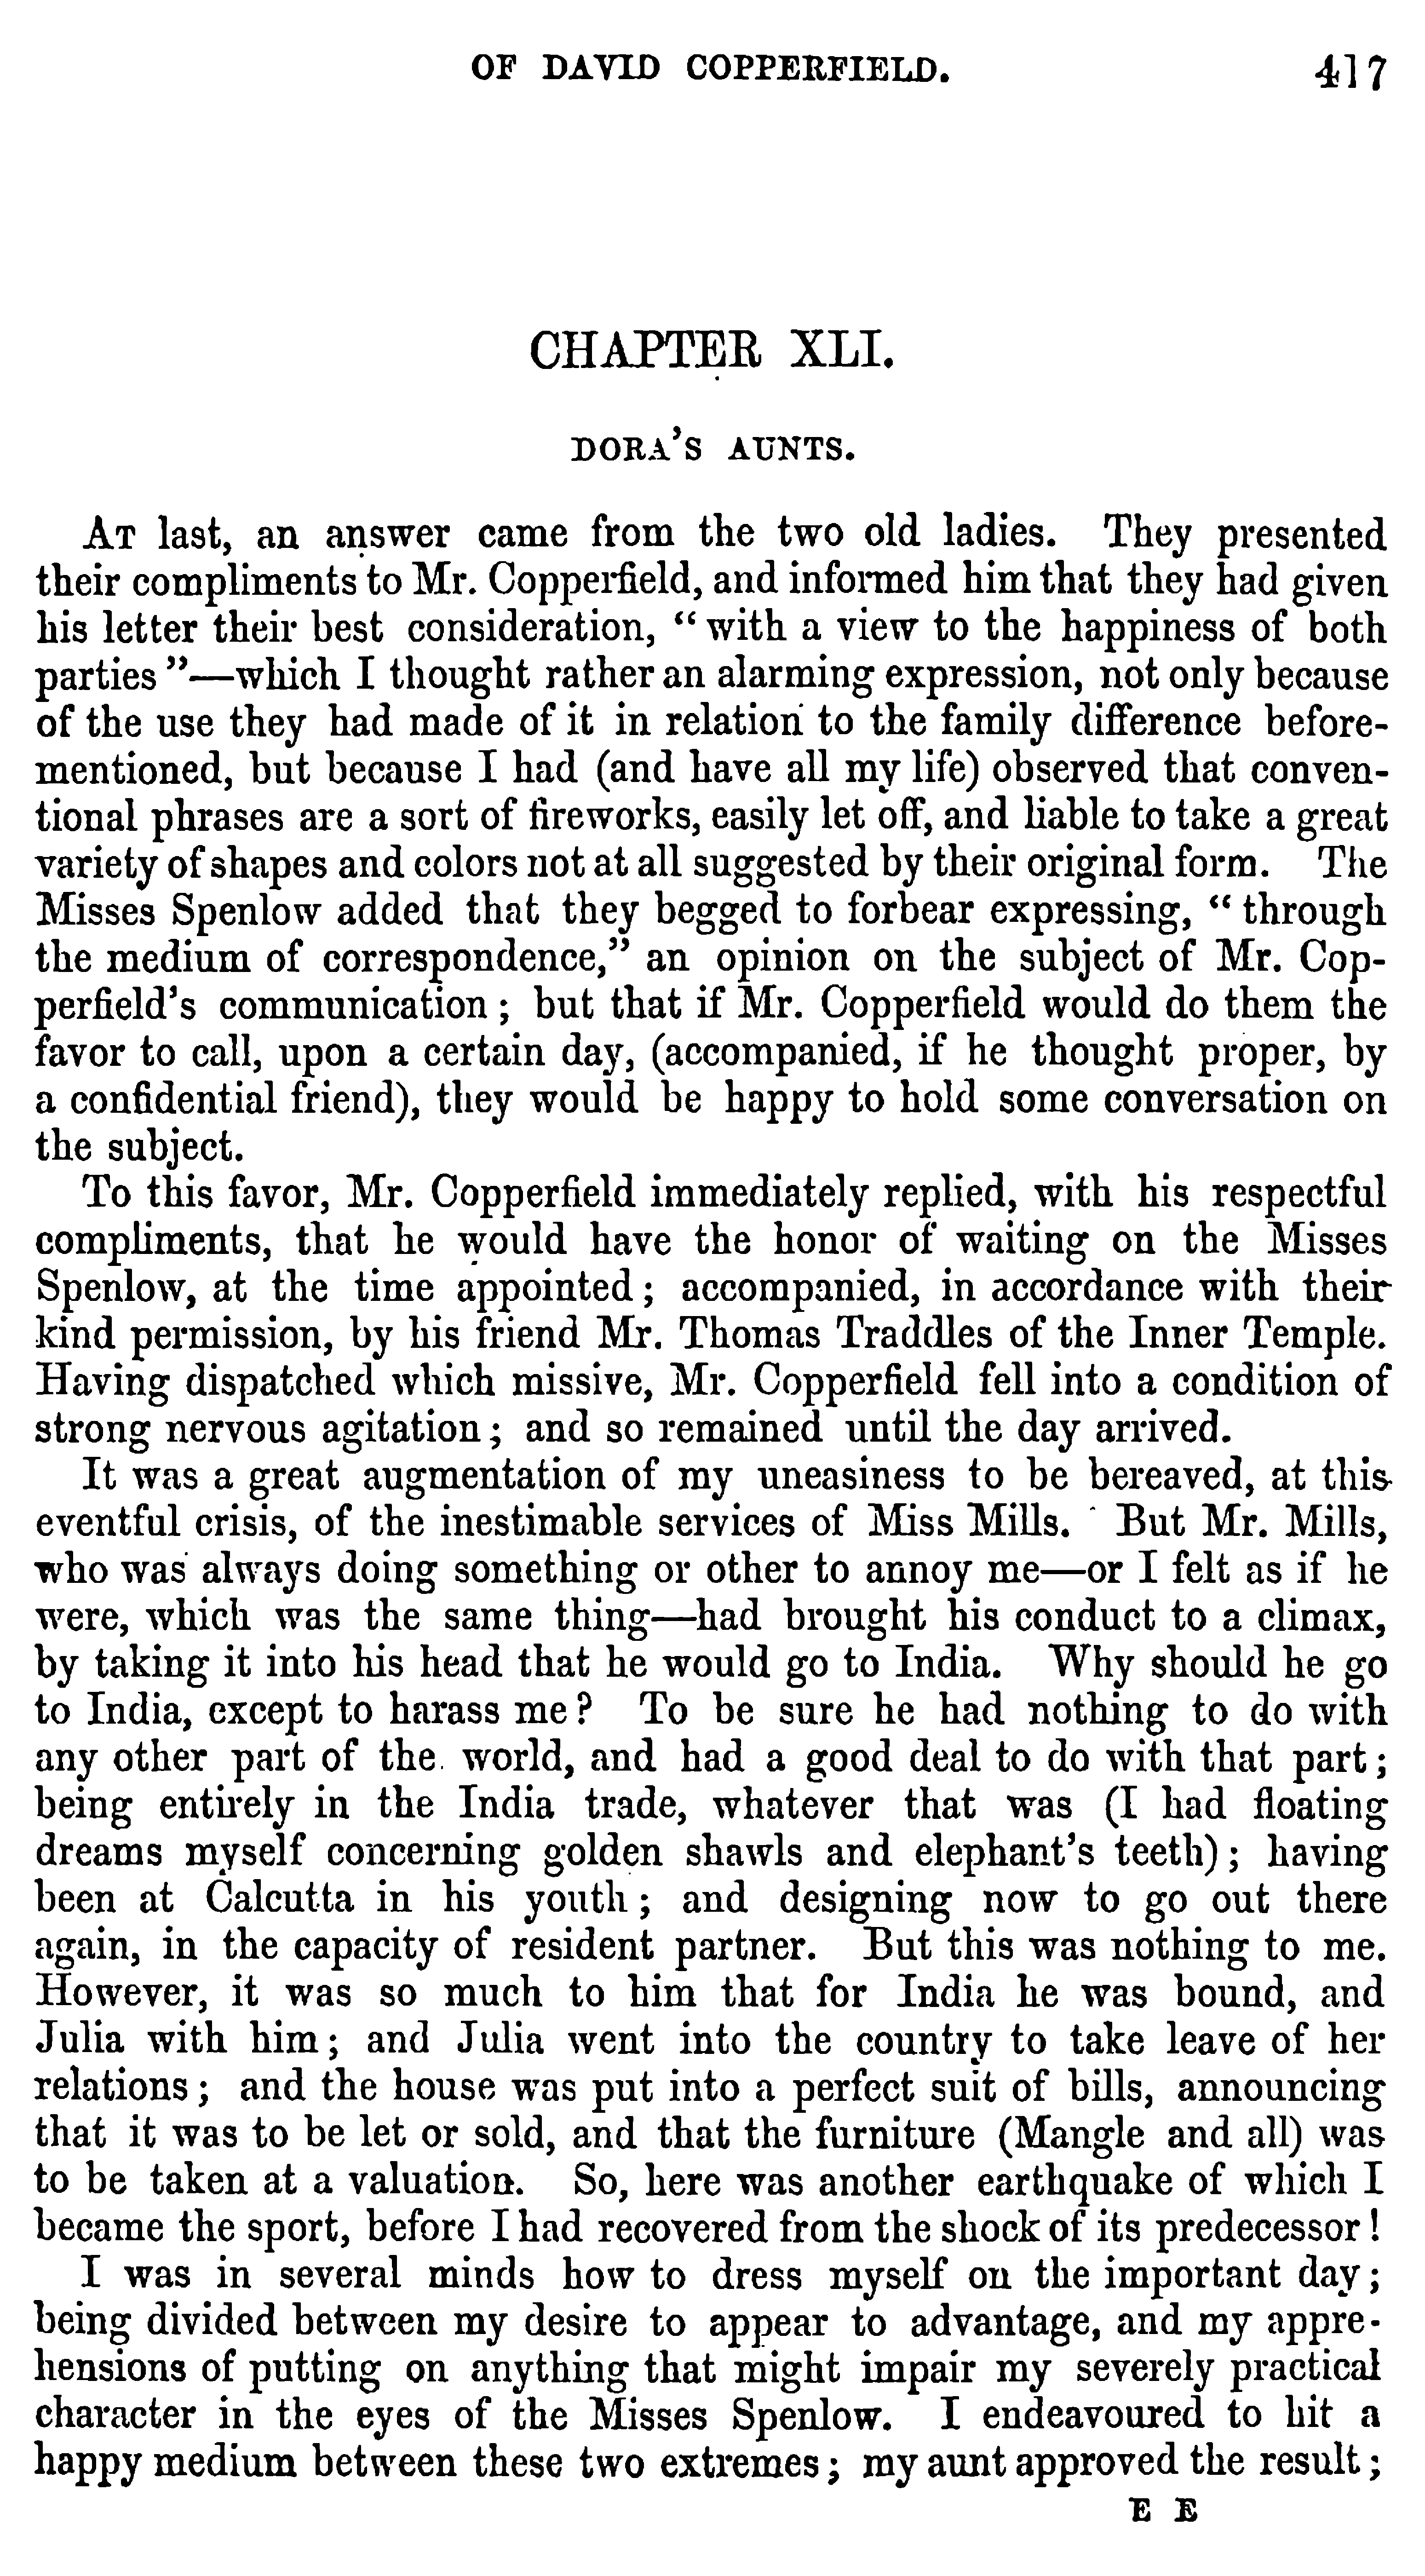 OF DAVID COPPERFIELD. 417
CHAPTER XLI.
DORA'S AUNTS.
At last, an answer came from the two old ladies. They presented
their compliments to Mr. Copperfield, and informed him that they had given
his letter their best consideration, “with a view to the happiness of both
parties”—which I thought rather an alarming expression, not only because
of the use they had made of it in relation to the family difference before-
mentioned, but because I had (and have all my life) observed that conven-
tional phrases are a sort of fireworks, easily let off, and liable to take a great
variety of shapes and colors not at all suggested by their original form. The
Misses Spenlow added that they begged to forbear expressing, “through
the medium of correspondence,” an opinion on the subject of Mr. Cop-
perfield's communication; but that if Mr. Copperfield would do them the
favor to call, upon a certain day, (accompanied, if he thought proper, by
a confidential friend), they would be happy to hold some conversation on
the subject.
To this favor, Mr. Copperfield immediately replied, with his respectful
compliments, that he would have the honor of waiting on the Misses
Spenlow, at the time appointed; accompanied, in accordance with their
kind permission, by his friend Mr. Thomas Traddles of the Inner Temple.
Having dispatched which missive, Mr. Copperfield fell into a condition of
strong nervous agitation; and so remained until the day arrived.
It was a great augmentation of my uneasiness to be bereaved, at this
eventful crisis, of the inestimable services of Miss Mills. But Mr. Mills,
who was always doing something or other to annoy me—or I felt as if he
were, which was the same thing—had brought his conduct to a climax,
by taking it into his head that he would go to India. Why should he go
to India, except to harass me? To be sure he had nothing to do with
any other part of the world, and had a good deal to do with that part;
being entirely in the India trade, whatever that was (I had floating
dreams myself concerning golden shawls and elephant's teeth); having
been at Calcutta in his youth; and designing now to go out there
again, in the capacity of resident partner. But this was nothing to me.
However, it was so much to him that for India he was bound, and
Julia with him; and Julia went into the country to take leave of her
relations; and the house was put into a perfect suit of bills, announcing
that it was to be let or sold, and that the furniture (Mangle and all) was
to be taken at a valuation. So, here was another earthquake of which I
became the sport, before I had recovered from the shock of its predecessor!
I was in several minds how to dress myself on the important day;
being divided between my desire to appear to advantage, and my appre-
hensions of putting on anything that might impair my severely practical
character in the eyes of the Misses Spenlow. I endeavoured to hit a
happy medium between these two extremes; my aunt approved the result;
E E